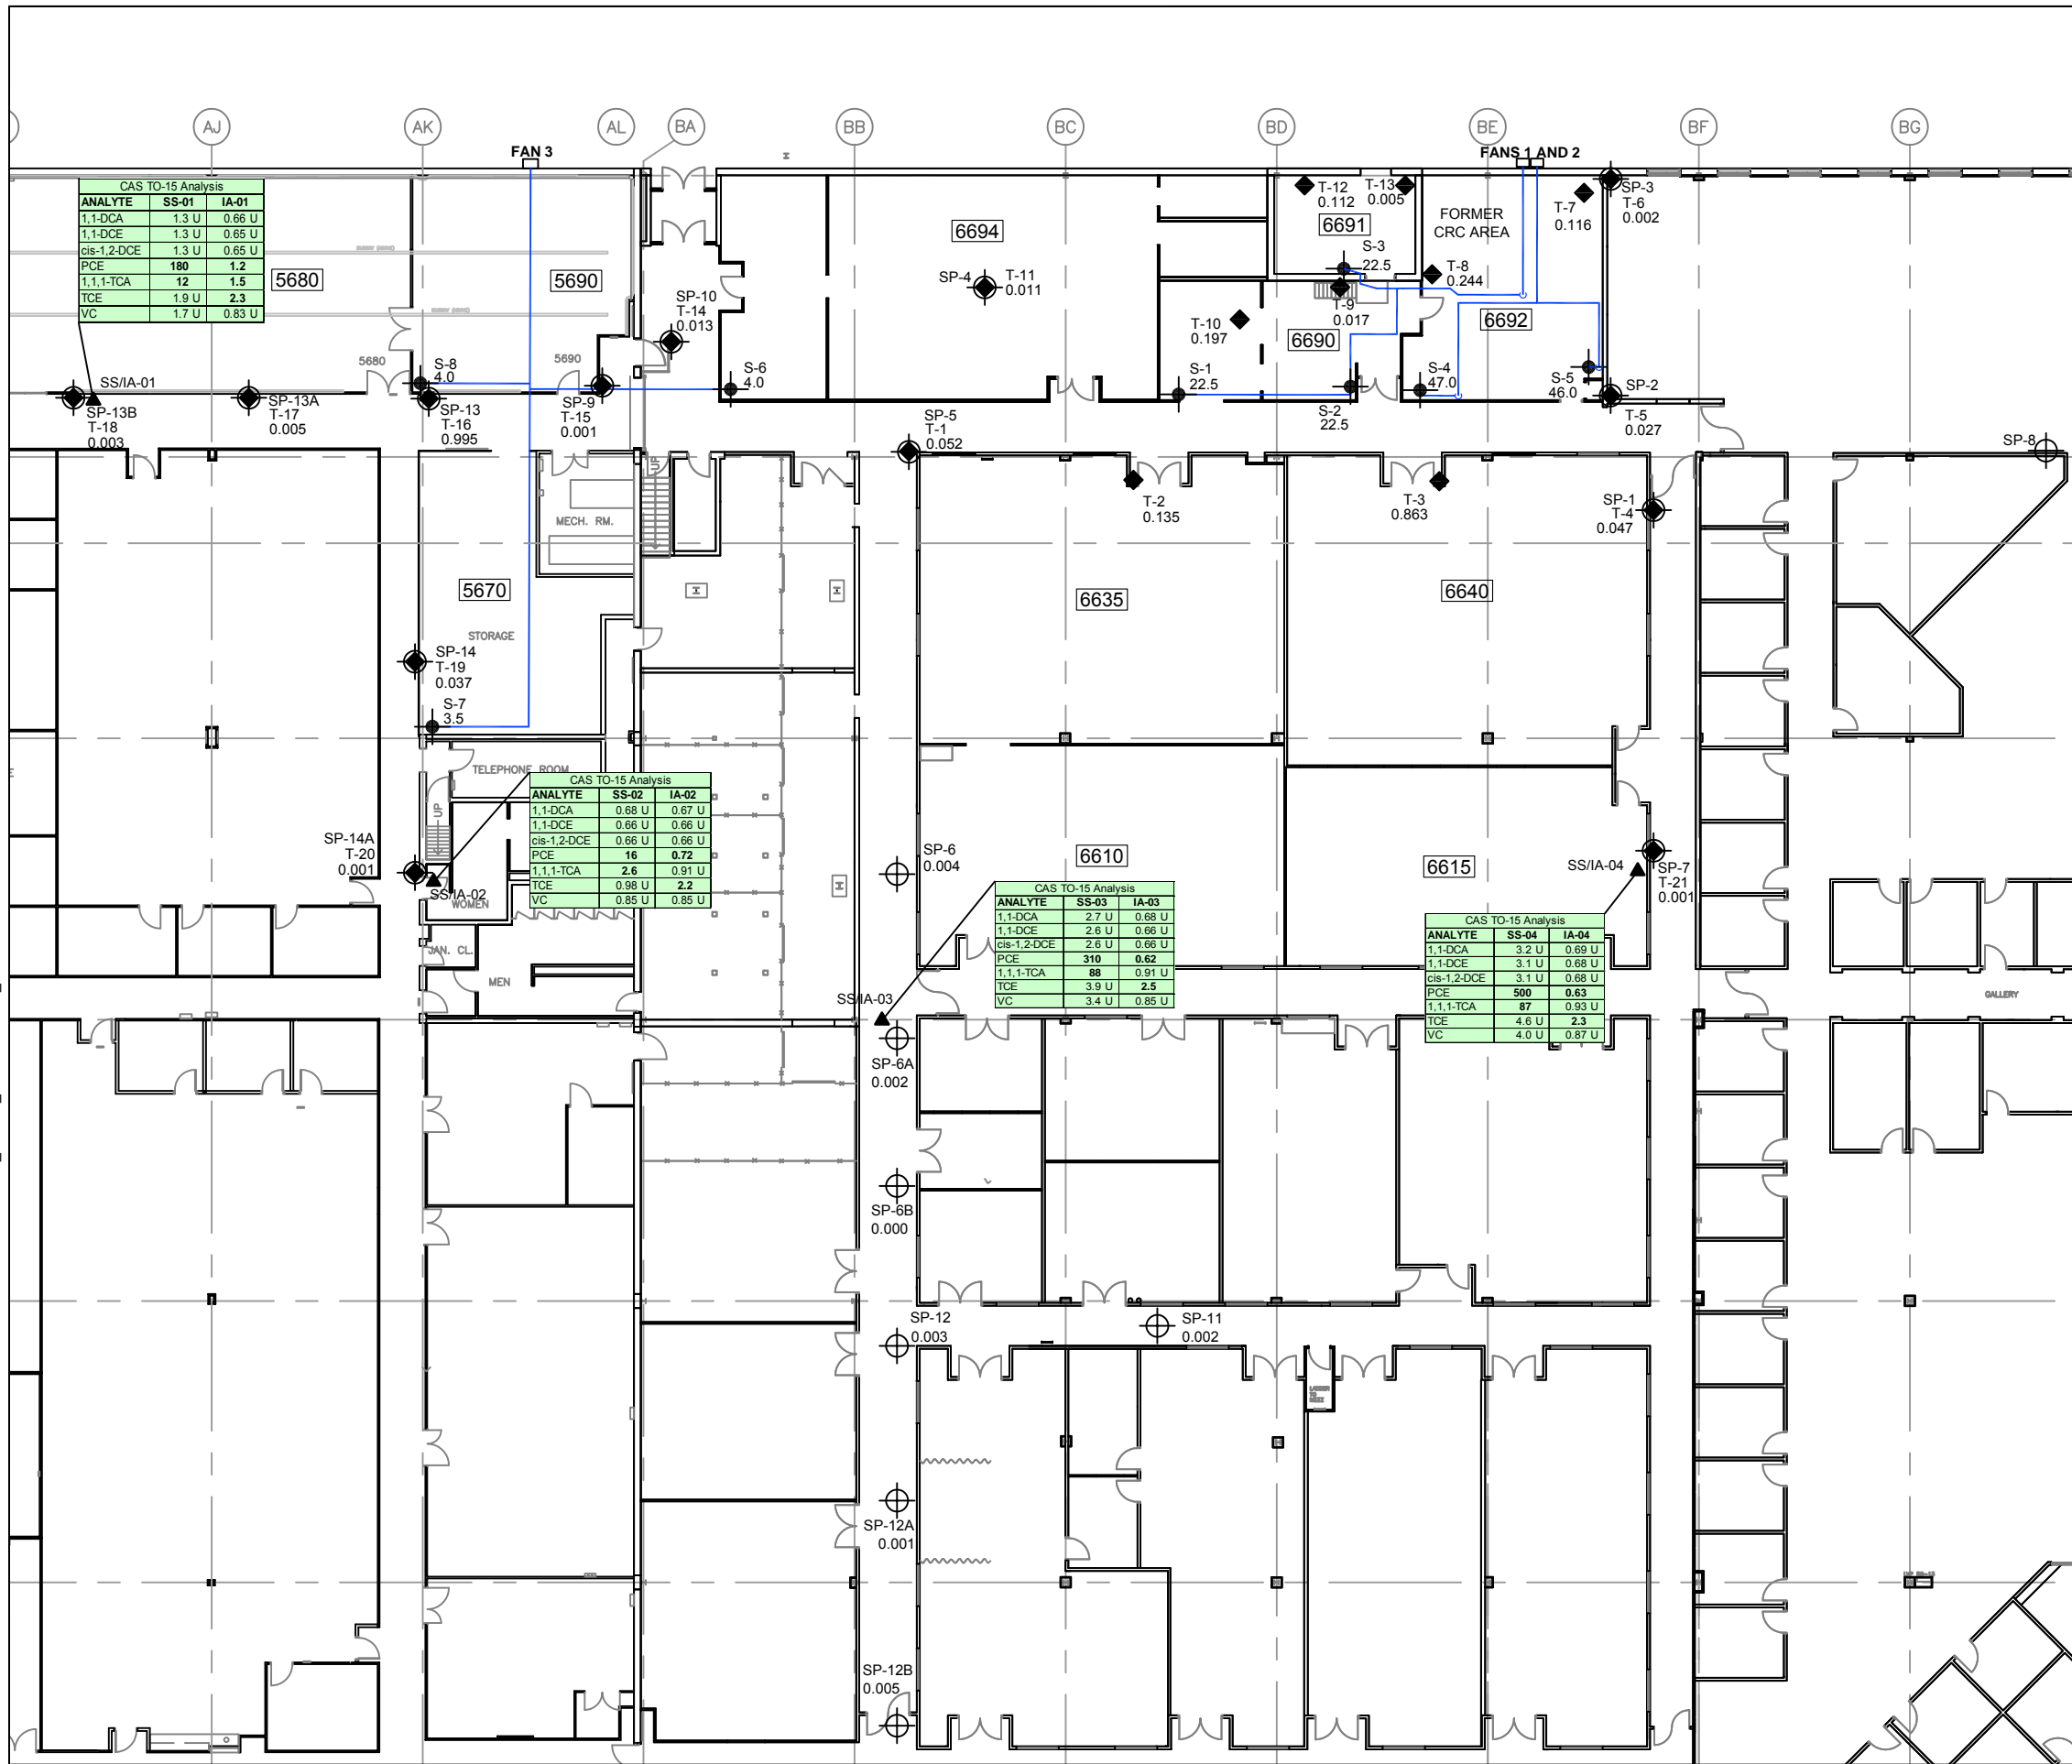 AJ
AK
AL
BA
BB
BC
BD
BE
BF
BG
FAN 3
FANS 1 AND 2
CAS TO-15 Analysis
ANALYTE SS-01 IA-01
1,1-DCA 1.3 U 0.66 U
1,1-DCE 1.3 U 0.65 U
cis-1,2-DCE 1.3 U 0.65 U
PCE 180 1.2
1,1,1-TCA 12 1.5
TCE 1.9 U 2.3
VC 1.7 U 0.83 U
5680
5690
SP-10
T-14
0.013
6694
SP-4
T-11
0.011
T-12
0.112
T-13
0.005
6691
S-3
22.5
FORMER
CRC AREA
T-7
0.116
SP-3
T-6
0.002
T-8
0.244
T-9
0.017
T-10
0.197
6690
6692
5680
5690
SS/IA-01
SP-13B
T-18
0.003
SP-13A
T-17
0.005
S-8
4.0
SP-13
T-16
0.995
SP-9
T-15
0.001
S-6
4.0
SP-5
T-1
0.052
S-1
22.5
S-2
22.5
S-4
47.0
S-5
46.0
SP-2
T-5
0.027
SP-8
UP
MECH. RM.
T-2
0.135
T-3
0.863
SP-1
T-4
0.047
5670
STORAGE
6635
6640
SP-14
T-19
0.037
S-7
3.5
TELEPHONE ROOM
UP
CAS TO-15 Analysis
ANALYTE SS-02 IA-02
1,1-DCA 0.68 U 0.67 U
1,1-DCE 0.66 U 0.66 U
cis-1,2-DCE 0.66 U 0.66 U
PCE 16 0.72
1,1,1-TCA 2.6 0.91 U
TCE 0.98 U 2.2
VC 0.85 U 0.85 U
SP-14A
T-20
0.001
SS/IA-02
WOMEN
JAN. CL.
MEN
SP-6
0.004
6610
6615
SS/IA-04
SP-7
T-21
0.001
CAS TO-15 Analysis
ANALYTE SS-03 IA-03
1,1-DCA 2.7 U 0.68 U
1,1-DCE 2.6 U 0.66 U
cis-1,2-DCE 2.6 U 0.66 U
PCE 310 0.62
1,1,1-TCA 88 0.91 U
TCE 3.9 U 2.5
VC 3.4 U 0.85 U
CAS TO-15 Analysis
ANALYTE SS-04 IA-04
1,1-DCA 3.2 U 0.69 U
1,1-DCE 3.1 U 0.68 U
cis-1,2-DCE 3.1 U 0.68 U
PCE 500 0.63
1,1,1-TCA 87 0.93 U
TCE 4.6 U 2.3
VC 4.0 U 0.87 U
GALLERY
SS/IA-03
SP-6A
0.002
SP-6B
0.000
SP-12
0.003
SP-11
0.002
LADDER
TO
MEZZ
SP-12A
0.001
SP-12B
0.005